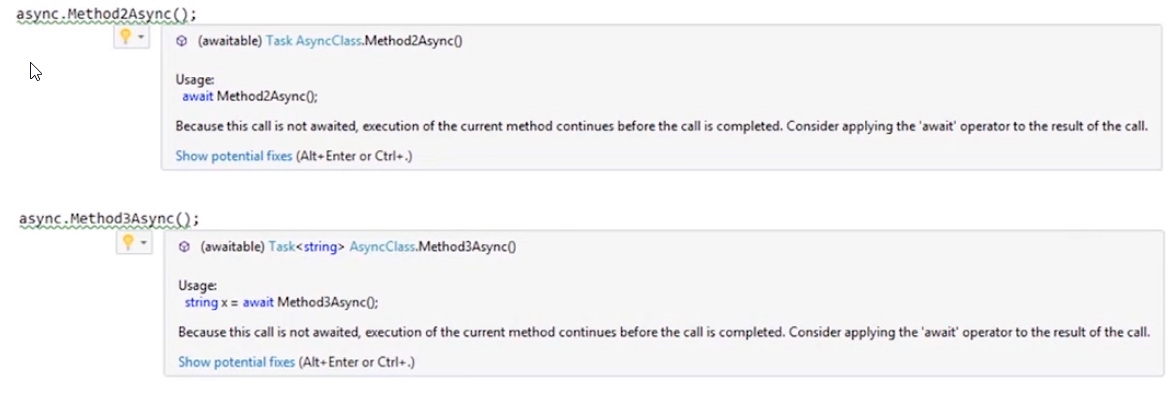 async.Method2Async();
(awaitable) Task AsyncClass.Method2Async()
Usage:
await Method2Async();
Because this call is not awaited, execution of the current method continues before the call is completed. Consider applying the 'await' operator to the result of the call.
Show potential fixes (Alt+Enter or Ctrl+.)
async.Method3Async();
(awaitable) Task<string> AsyncClass.Method3Async()
Usage:
string x = await Method3Async();
Because this call is not awaited, execution of the current method continues before the call is completed. Consider applying the 'await' operator to the result of the call.
Show potential fixes (Alt+Enter or Ctrl+.)